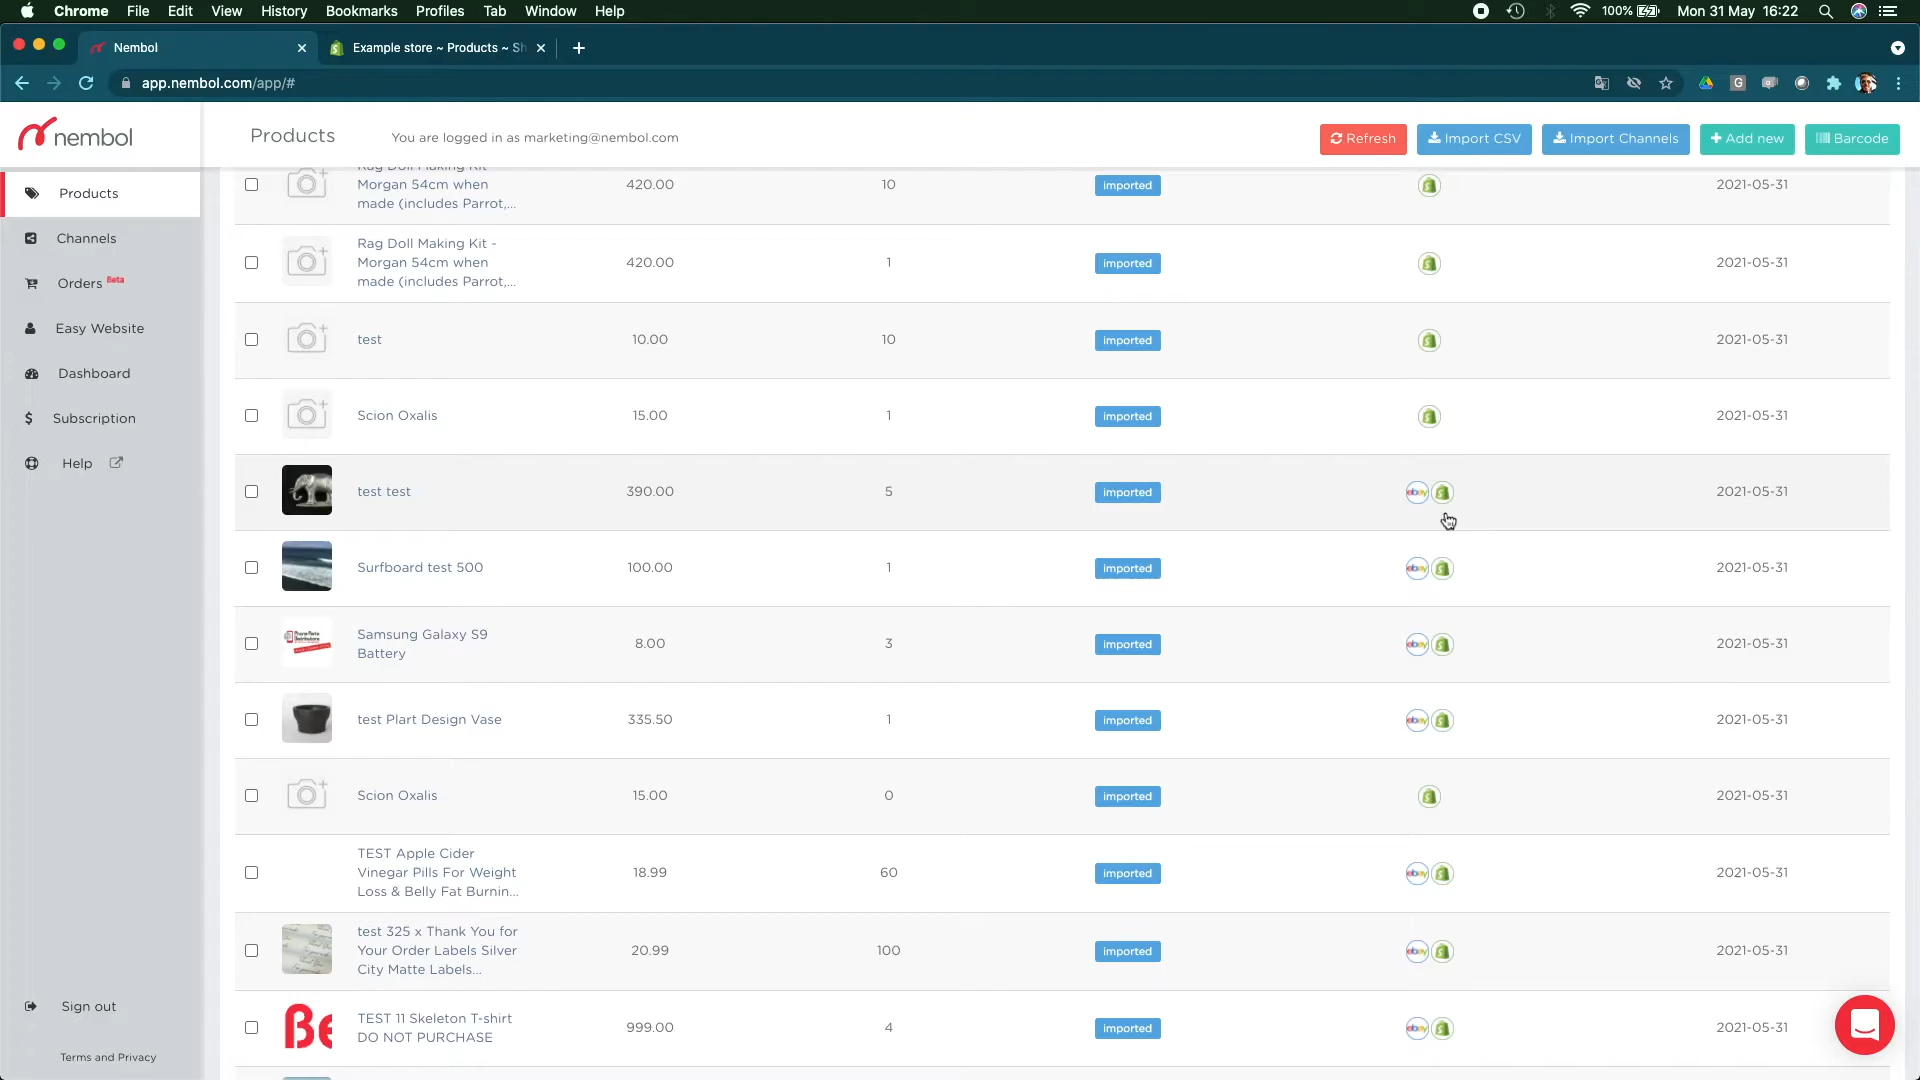 Chrome File Edit View History Bookmarks Profiles Tab Window Help
100% Mon 31 May 16:22
Nembol
Example store ~ Products ~ Sh
app.nembol.com/app/#
nembol
Products
You are logged in as marketing@nembol.com
Refresh
Import CSV
Import Channels
Add new
Barcode
Products
Channels
Orders Beta
Easy Website
Dashboard
Subscription
Help
Sign out
Terms and Privacy
Rag Doll Making Kit
Morgan 54cm when
made (includes Parrot,...
420.00
10
imported
2021-05-31
Rag Doll Making Kit -
Morgan 54cm when
made (includes Parrot,...
420.00
1
imported
2021-05-31
test
10.00
10
imported
2021-05-31
Scion Oxalis
15.00
1
imported
2021-05-31
test test
390.00
5
imported
ebay
2021-05-31
Surfboard test 500
100.00
1
imported
ebay
2021-05-31
Samsung Galaxy S9
Battery
8.00
3
imported
ebay
2021-05-31
test Plart Design Vase
335.50
1
imported
ebay
2021-05-31
Scion Oxalis
15.00
0
imported
2021-05-31
TEST Apple Cider
Vinegar Pills For Weight
Loss & Belly Fat Burnin...
18.99
60
imported
ebay
2021-05-31
test 325 x Thank You for
Your Order Labels Silver
City Matte Labels...
20.99
100
imported
ebay
2021-05-31
Be
TEST 11 Skeleton T-shirt
DO NOT PURCHASE
999.00
4
imported
ebay
2021-05-31